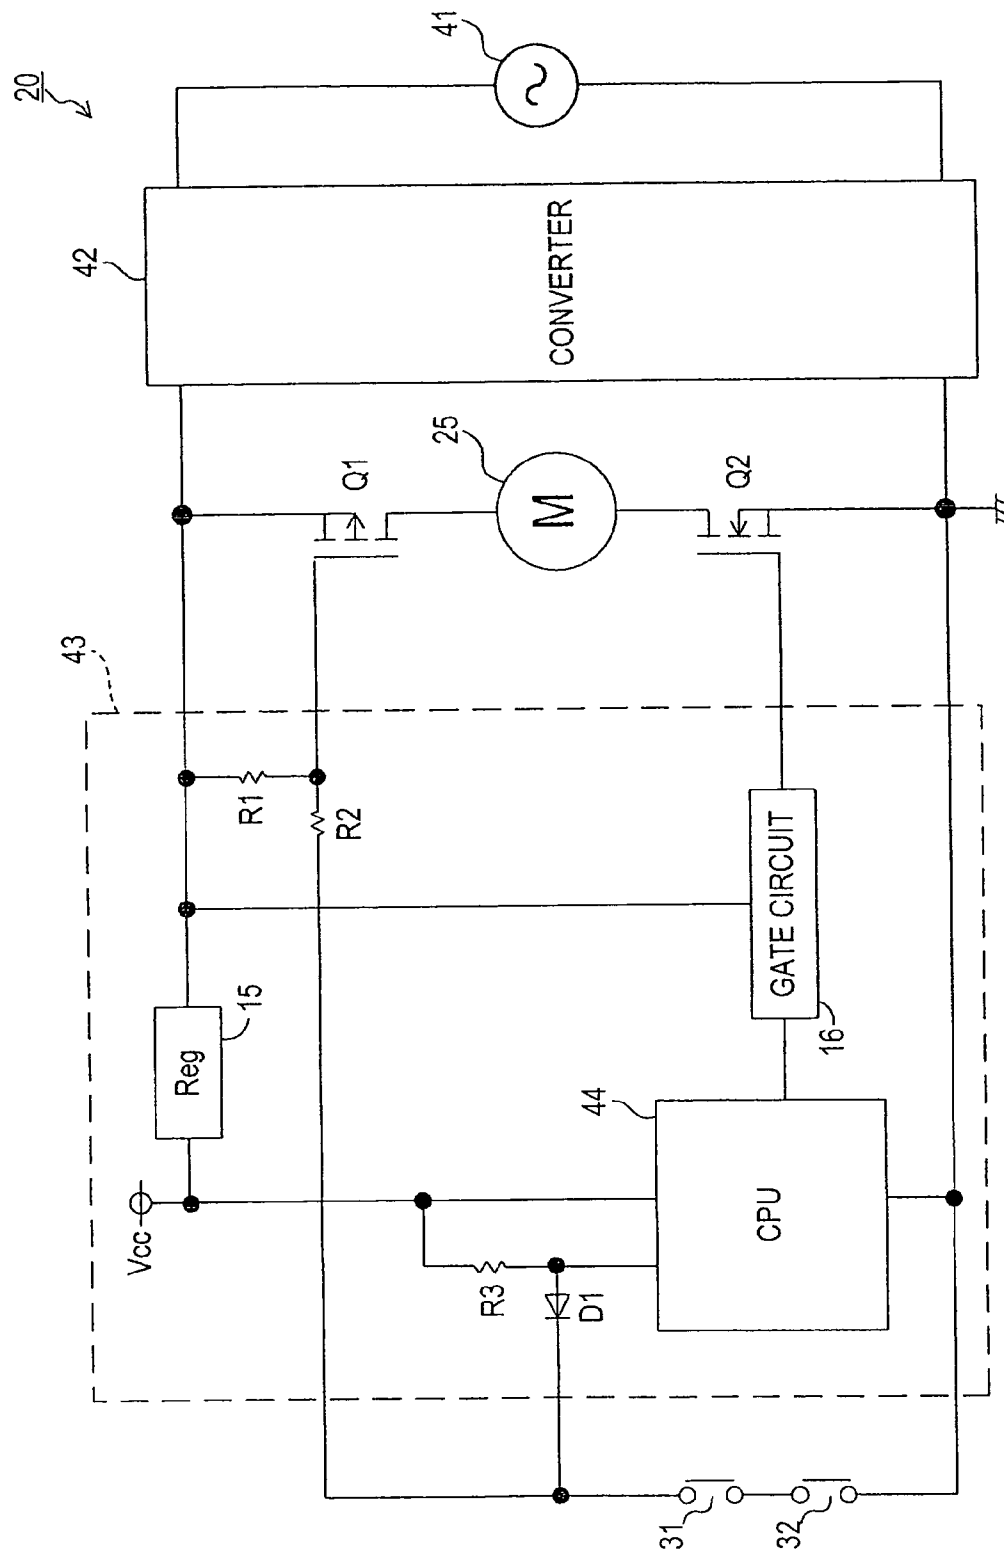 20
41
42
CONVERTER
25
Q1
M
Q2
43
R1
R2
15
Reg
GATE CIRCUIT
16
44
Vcc
R3
D1
CPU
31
32